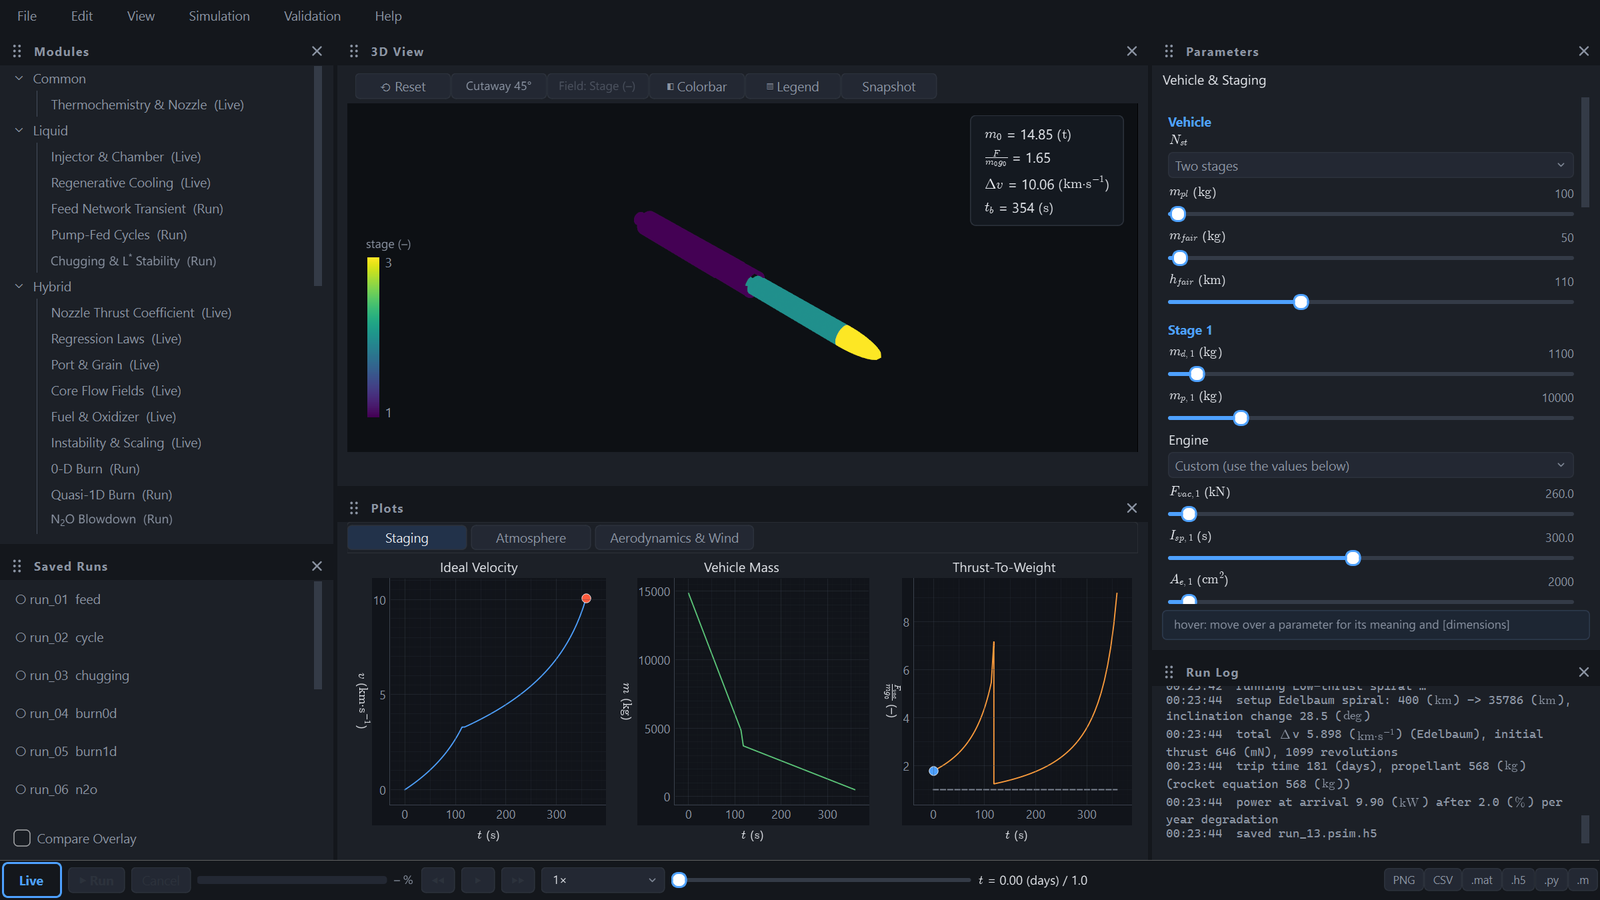 File Edit View Simulation Validation Help
Modules
Common
Thermochemistry & Nozzle (Live)
Liquid
Injector & Chamber (Live)
Regenerative Cooling (Live)
Feed Network Transient (Run)
Pump-Fed Cycles (Run)
Chugging & L* Stability (Run)
Hybrid
Nozzle Thrust Coefficient (Live)
Regression Laws (Live)
Port & Grain (Live)
Core Flow Fields (Live)
Fuel & Oxidizer (Live)
Instability & Scaling (Live)
0-D Burn (Run)
Quasi-1D Burn (Run)
N₂O Blowdown (Run)
Saved Runs
run_01 feed
run_02 cycle
run_03 chugging
run_04 burn0d
run_05 burn1d
run_06 n2o
Compare Overlay
3D View
Reset Cutaway 45° Field: Stage (–) Colorbar Legend Snapshot
m₀ = 14.85 (t)
F/m₀g₀ = 1.65
Δv = 10.06 (km·s⁻¹)
t_b = 354 (s)
stage (–)
3
1
Plots
Staging Atmosphere Aerodynamics & Wind
Ideal Velocity
10
5
0
v (km·s⁻¹)
0 100 200 300
t (s)
Vehicle Mass
15000
10000
5000
0
m (kg)
0 100 200 300
t (s)
Thrust-To-Weight
8
6
4
2
(–)
0 100 200 300
t (s)
Parameters
Vehicle & Staging
Vehicle
N_st
Two stages
m_pl (kg) 100
m_fair (kg) 50
h_fair (km) 110
Stage 1
m_d,1 (kg) 1100
m_p,1 (kg) 10000
Engine
Custom (use the values below)
F_vac,1 (kN) 260.0
I_sp,1 (s) 300.0
A_e,1 (cm²) 2000
hover: move over a parameter for its meaning and [dimensions]
Run Log
00:23:42 running Low-thrust spiral …
00:23:44 setup Edelbaum spiral: 400 (km) -> 35786 (km),
inclination change 28.5 (deg)
00:23:44 total Δv 5.898 (km·s⁻¹) (Edelbaum), initial
thrust 646 (mN), 1099 revolutions
00:23:44 trip time 181 (days), propellant 568 (kg)
(rocket equation 568 (kg))
00:23:44 power at arrival 9.90 (kW) after 2.0 (%) per
year degradation
00:23:44 saved run_13.psim.h5
Live Run Cancel – % 1× t = 0.00 (days) / 1.0 PNG CSV .mat .h5 .py .m